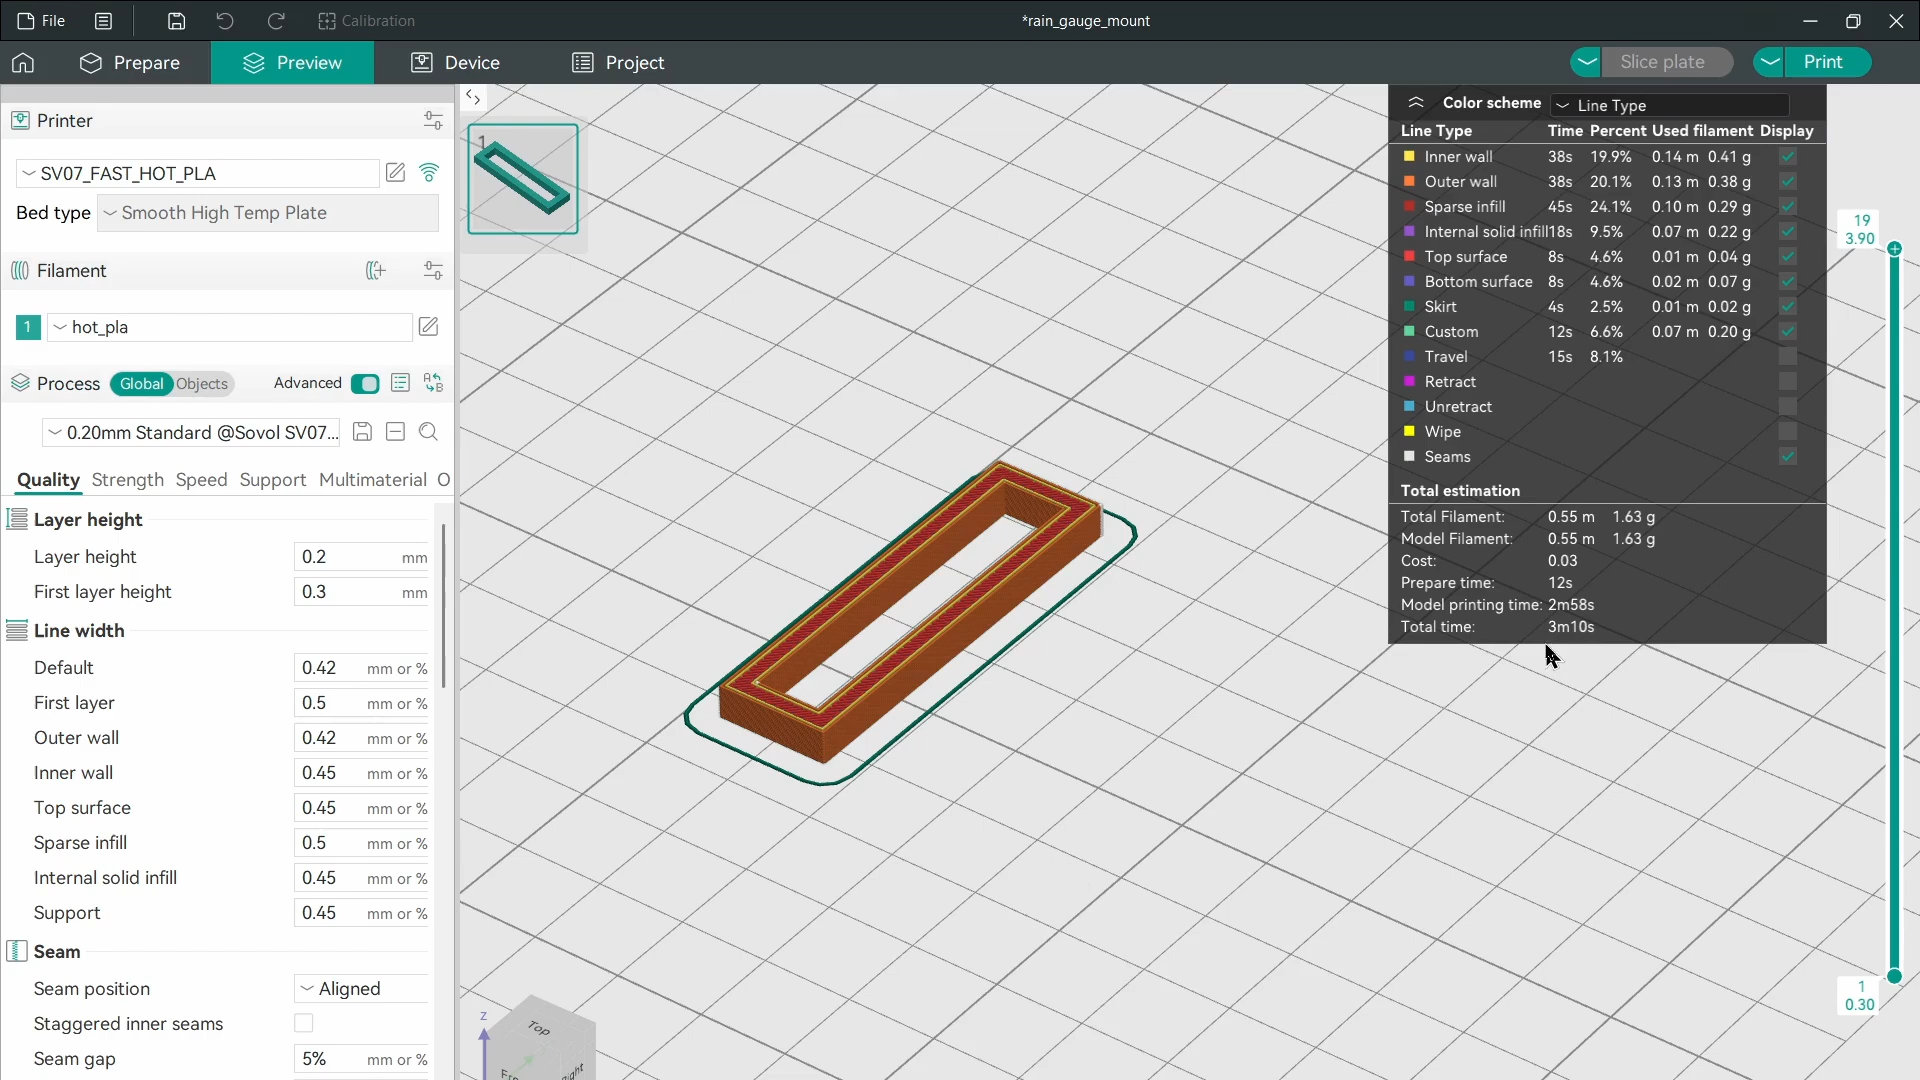 File
Calibration
*rain_gauge_mount
Prepare
Preview
Device
Project
Slice plate
Print
Printer
SV07_FAST_HOT_PLA
Bed type
Smooth High Temp Plate
Filament
1
hot_pla
Process
Global
Objects
Advanced
0.20mm Standard @Sovol SV07...
Quality Strength Speed Support Multimaterial O
Layer height
Layer height 0.2 mm
First layer height 0.3 mm
Line width
Default 0.42 mm or %
First layer 0.5 mm or %
Outer wall 0.42 mm or %
Inner wall 0.45 mm or %
Top surface 0.45 mm or %
Sparse infill 0.5 mm or %
Internal solid infill 0.45 mm or %
Support 0.45 mm or %
Seam
Seam position Aligned
Staggered inner seams
Seam gap 5% mm or %
1
Color scheme Line Type
Line Type Time Percent Used filament Display
Inner wall 38s 19.9% 0.14 m 0.41 g
Outer wall 38s 20.1% 0.13 m 0.38 g
Sparse infill 45s 24.1% 0.10 m 0.29 g
Internal solid infill 18s 9.5% 0.07 m 0.22 g
Top surface 8s 4.6% 0.01 m 0.04 g
Bottom surface 8s 4.6% 0.02 m 0.07 g
Skirt 4s 2.5% 0.01 m 0.02 g
Custom 12s 6.6% 0.07 m 0.20 g
Travel 15s 8.1%
Retract
Unretract
Wipe
Seams
Total estimation
Total Filament: 0.55 m 1.63 g
Model Filament: 0.55 m 1.63 g
Cost: 0.03
Prepare time: 12s
Model printing time: 2m58s
Total time: 3m10s
19
3.90
1
0.30
z
Top